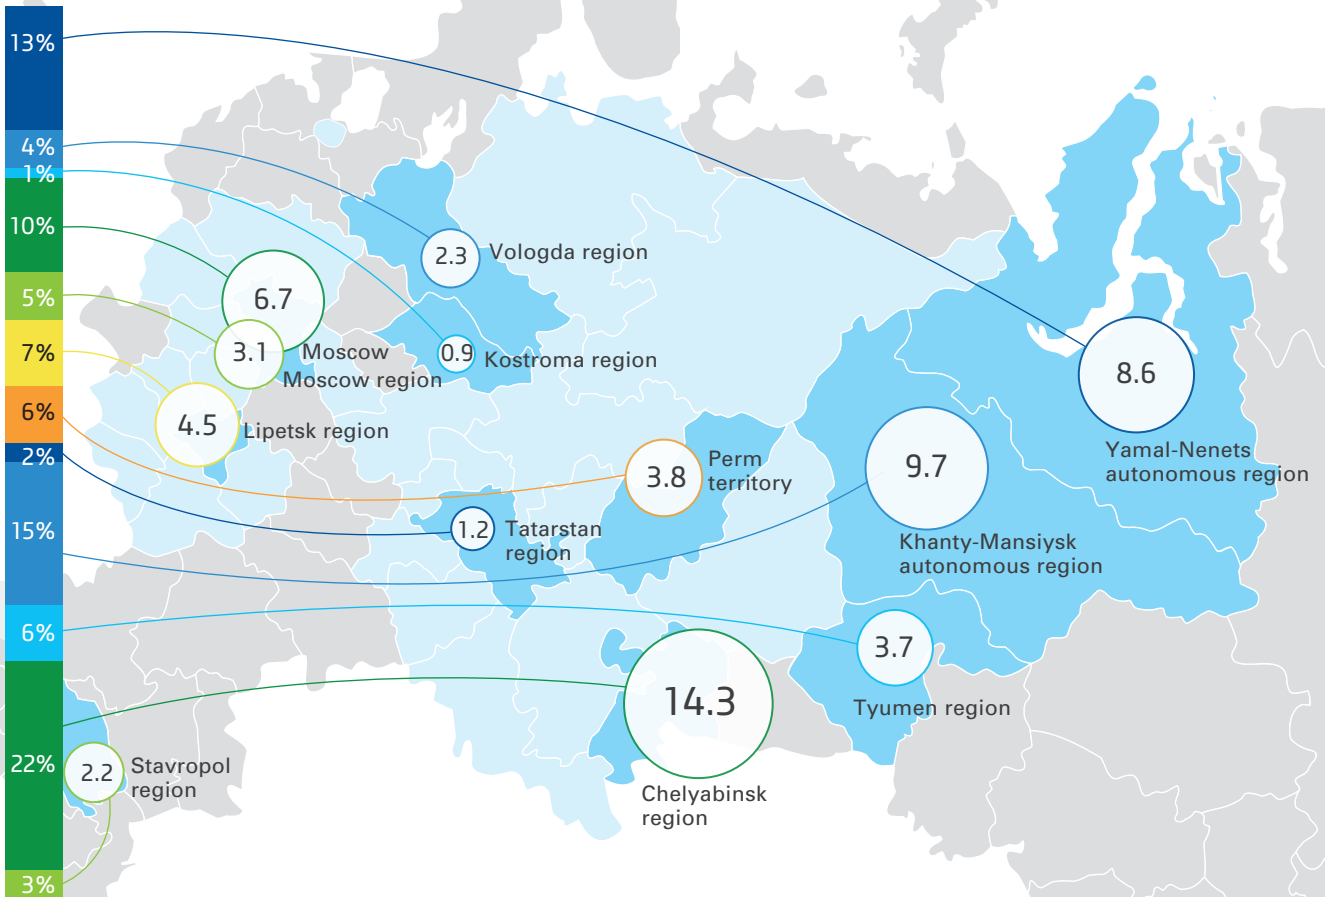 13%
4%
1%
10%
5%
7%
6%
2%
15%
6%
22%
3%
2.3
Vologda region
6.7
3.1
Moscow
Moscow region
0.9
Kostroma region
8.6
Yamal-Nenets
autonomous region
4.5
Lipetsk region
3.8
Perm
territory
9.7
Khanty-Mansiysk
autonomous region
1.2
Tatarstan
region
3.7
Tyumen region
14.3
Chelyabinsk
region
2.2
Stavropol
region